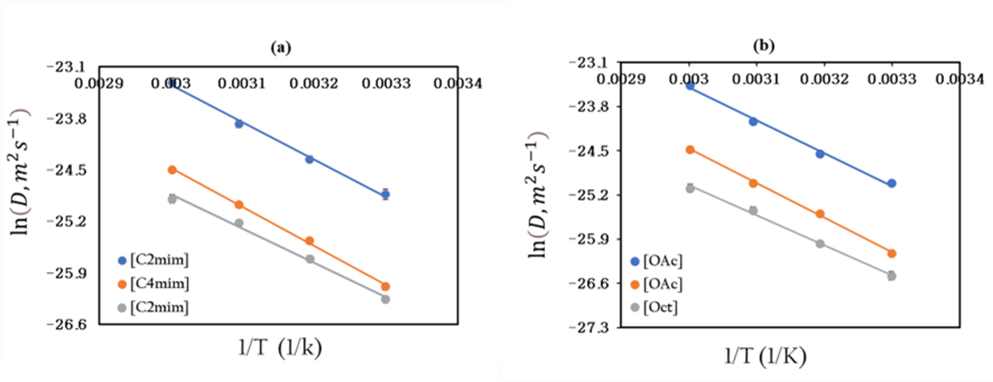 (a)
−23.1
0.0029 0.003 0.0031 0.0032 0.0033 0.0034
−23.8
−24.5
−25.2
−25.9
−26.6
ln(D, m² s⁻¹)
[C2mim]
[C4mim]
[C2mim]
1/T (1/k)
(b)
−23.1
0.0029 0.003 0.0031 0.0032 0.0033 0.0034
−23.8
−24.5
−25.2
−25.9
−26.6
−27.3
ln(D, m² s⁻¹)
[OAc]
[OAc]
[Oct]
1/T (1/K)